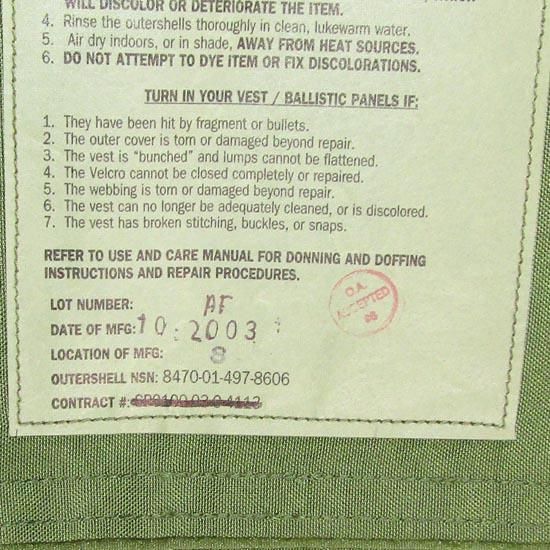 WILL DISCOLOR OR DETERIORATE THE ITEM.
4. Rinse the outershells thoroughly in clean, lukewarm water.
5. Air dry indoors, or in shade, AWAY FROM HEAT SOURCES.
6. DO NOT ATTEMPT TO DYE ITEM OR FIX DISCOLORATIONS.
TURN IN YOUR VEST / BALLISTIC PANELS IF:
1. They have been hit by fragment or bullets.
2. The outer cover is torn or damaged beyond repair.
3. The vest is "bunched" and lumps cannot be flattened.
4. The Velcro cannot be closed completely or repaired.
5. The webbing is torn or damaged beyond repair.
6. The vest can no longer be adequately cleaned, or is discolored.
7. The vest has broken stitching, buckles, or snaps.
REFER TO USE AND CARE MANUAL FOR DONNING AND DOFFING
INSTRUCTIONS AND REPAIR PROCEDURES.
LOT NUMBER: AF
DATE OF MFG: 10 2003
LOCATION OF MFG: 8
OUTERSHELL NSN: 8470-01-497-8606
CONTRACT #:
Q.A.
ACCEPTED